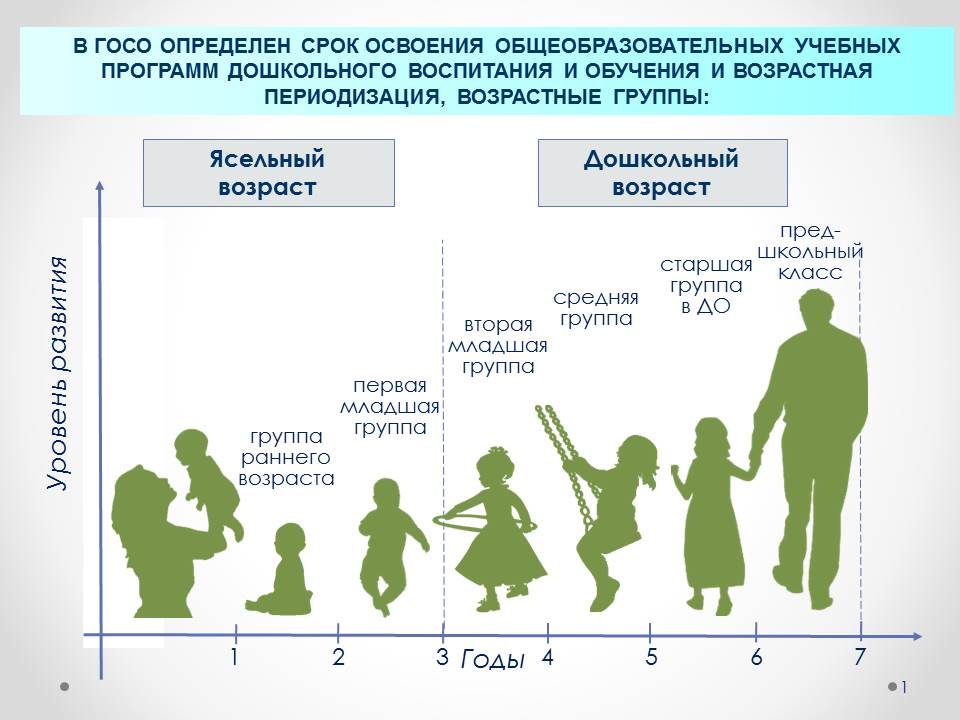 В ГОСО ОПРЕДЕЛЕН СРОК ОСВОЕНИЯ ОБЩЕОБРАЗОВАТЕЛЬНЫХ УЧЕБНЫХ
ПРОГРАММ ДОШКОЛЬНОГО ВОСПИТАНИЯ И ОБУЧЕНИЯ И ВОЗРАСТНАЯ
ПЕРИОДИЗАЦИЯ, ВОЗРАСТНЫЕ ГРУППЫ:
Ясельный
возраст
Дошкольный
возраст
Уровень развития
группа
раннего
возраста
первая
младшая
группа
вторая
младшая
группа
средняя
группа
старшая
группа
в ДО
пред-
школьный
класс
1 2 3 Годы 4 5 6 7
1